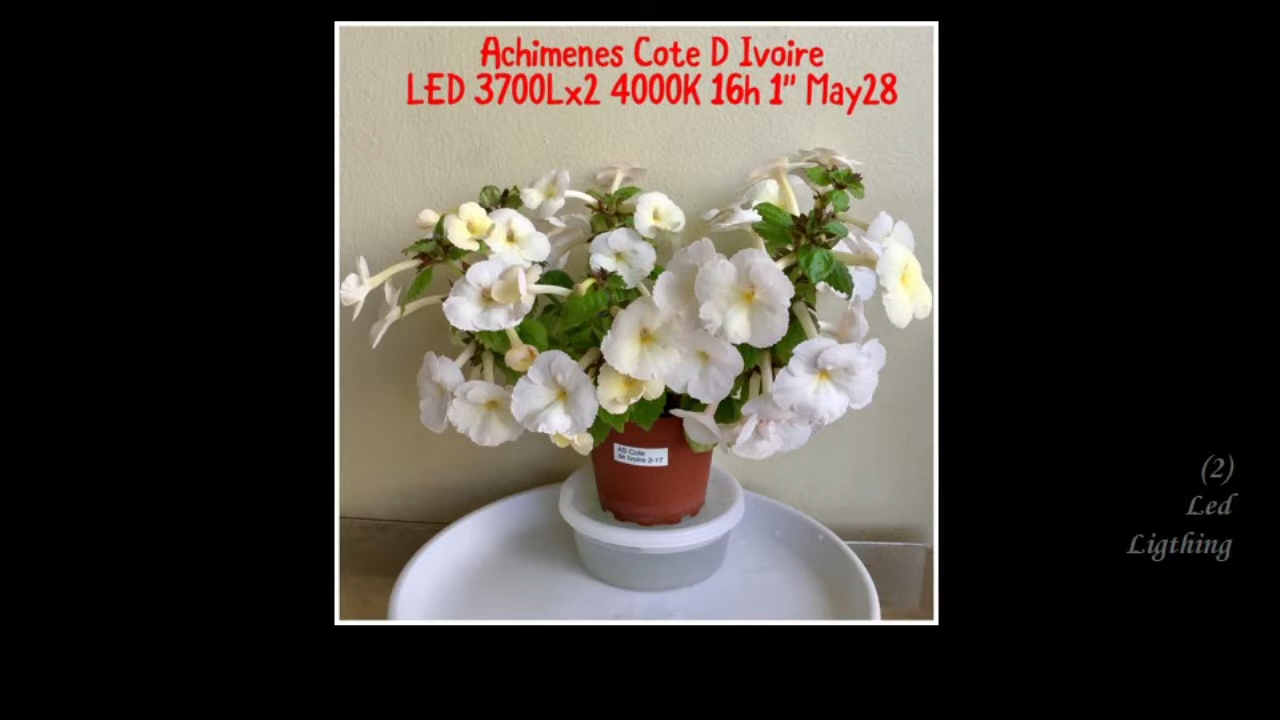 Achimenes Cote D Ivoire
LED 3700Lx2 4000K 16h 1" May28
AS Cote
de Ivoire 2-17
(2)
Led
Ligthing